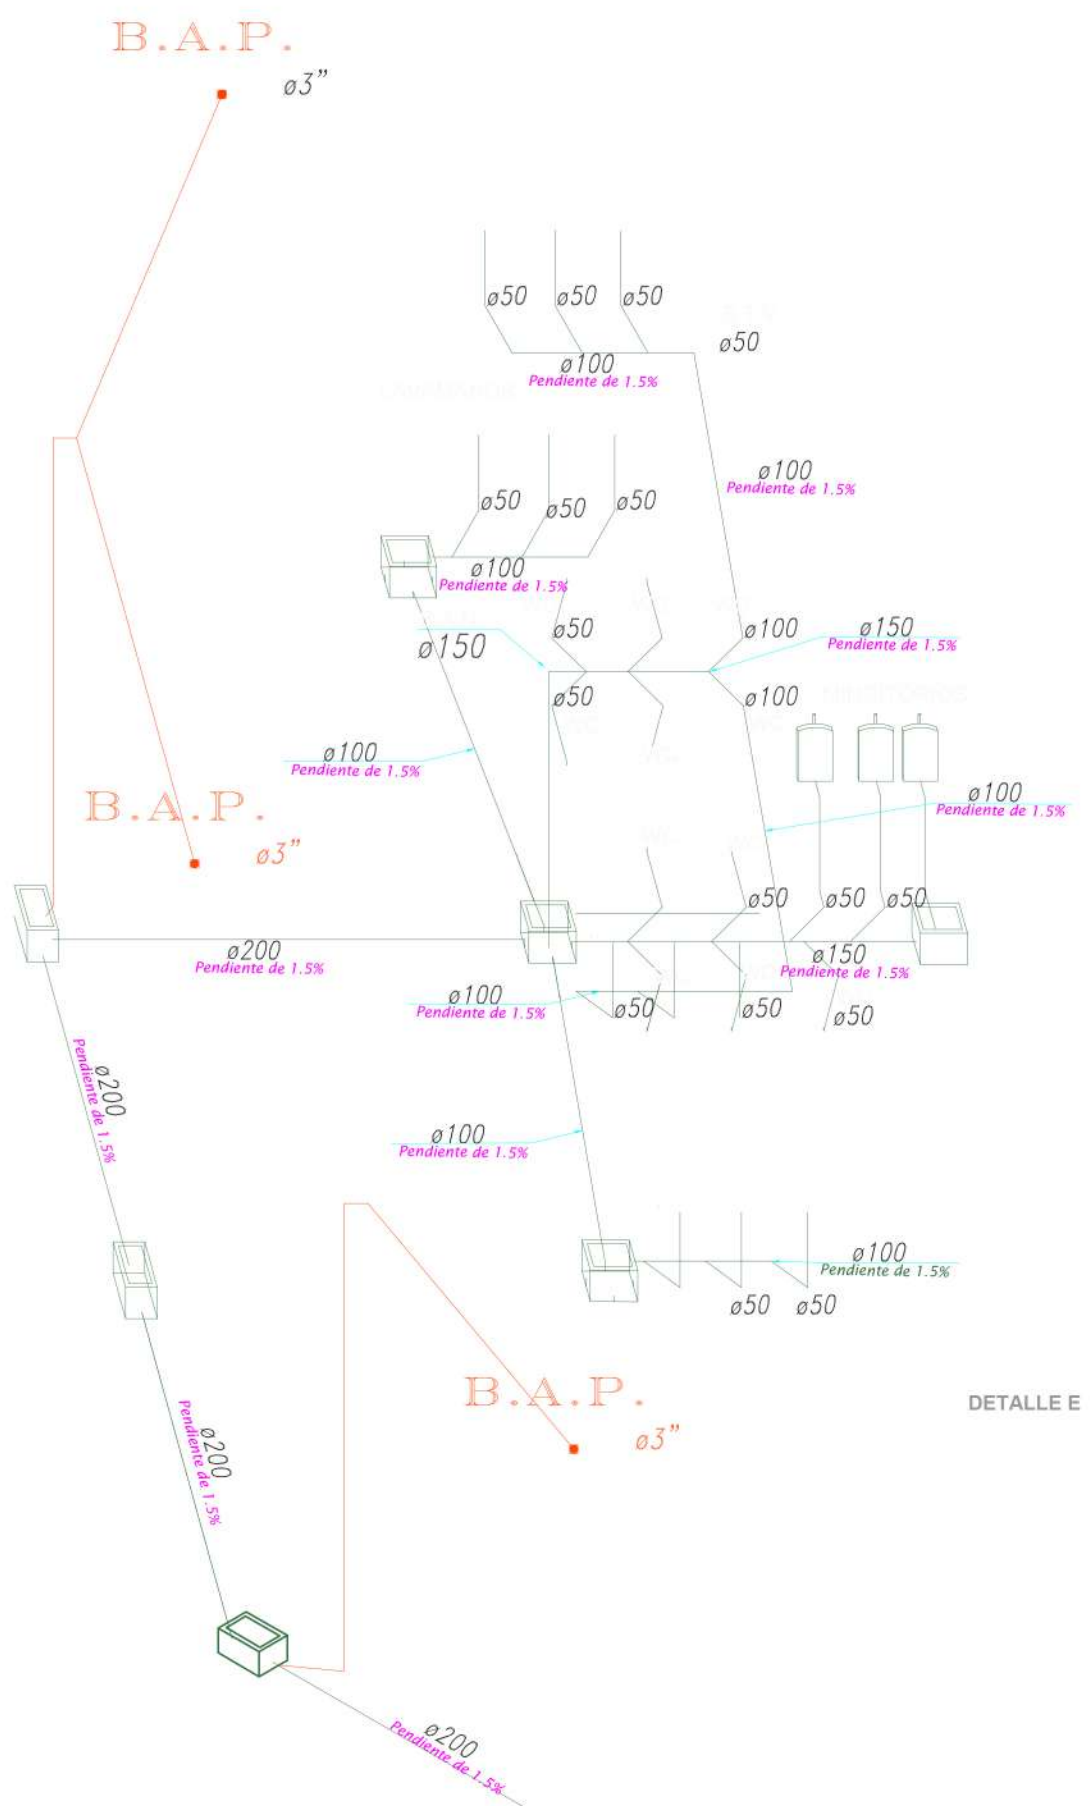 B.A.P.
ø3”
ø50
ø50
ø50
ø50
ø100
Pendiente de 1.5%
ø100
Pendiente de 1.5%
ø50
ø50
ø50
ø100
Pendiente de 1.5%
ø50
ø100
ø150
Pendiente de 1.5%
ø150
ø50
ø100
ø100
Pendiente de 1.5%
ø100
Pendiente de 1.5%
B.A.P.
ø3”
ø50
ø50
ø50
ø200
Pendiente de 1.5%
ø150
Pendiente de 1.5%
ø100
Pendiente de 1.5%
ø50
ø50
ø50
ø200
Pendiente de 1.5%
ø100
Pendiente de 1.5%
ø100
Pendiente de 1.5%
ø50
ø50
B.A.P.
ø3”
DETALLE E
ø200
Pendiente de 1.5%
ø200
Pendiente de 1.5%